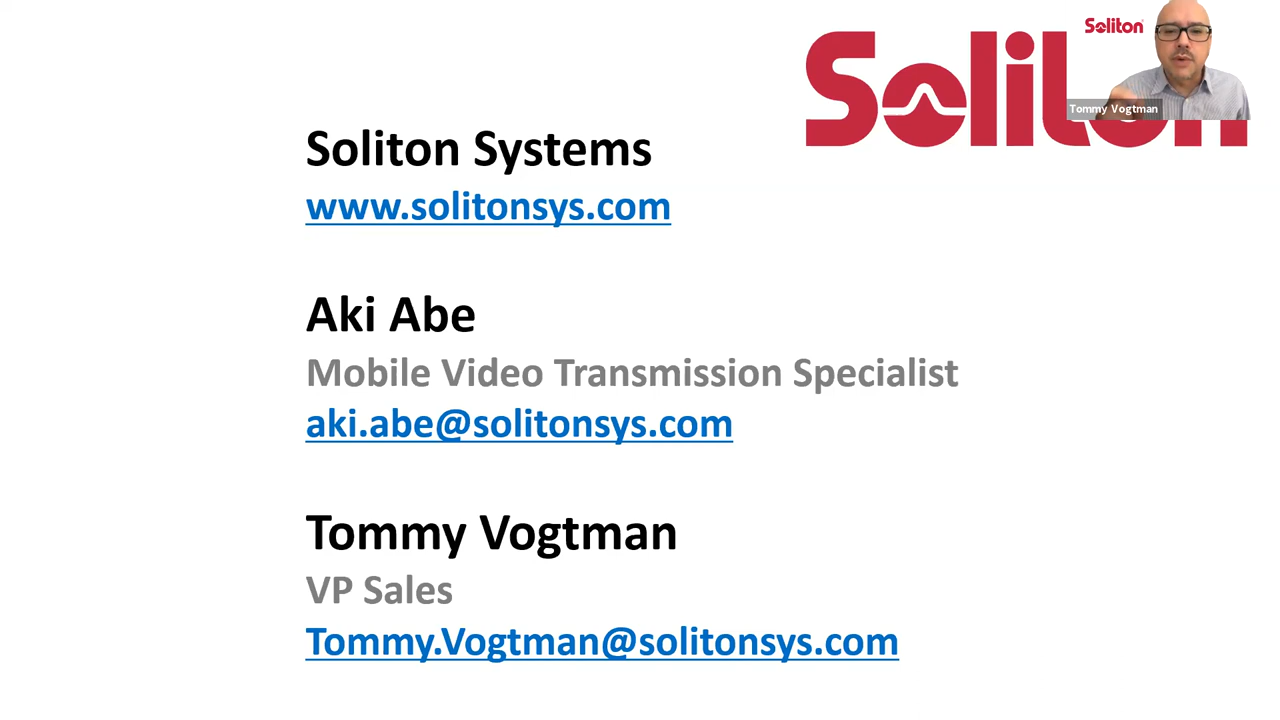 Soliton
Soliton
Tommy Vogtman
Soliton Systems
www.solitonsys.com
Aki Abe
Mobile Video Transmission Specialist
aki.abe@solitonsys.com
Tommy Vogtman
VP Sales
Tommy.Vogtman@solitonsys.com